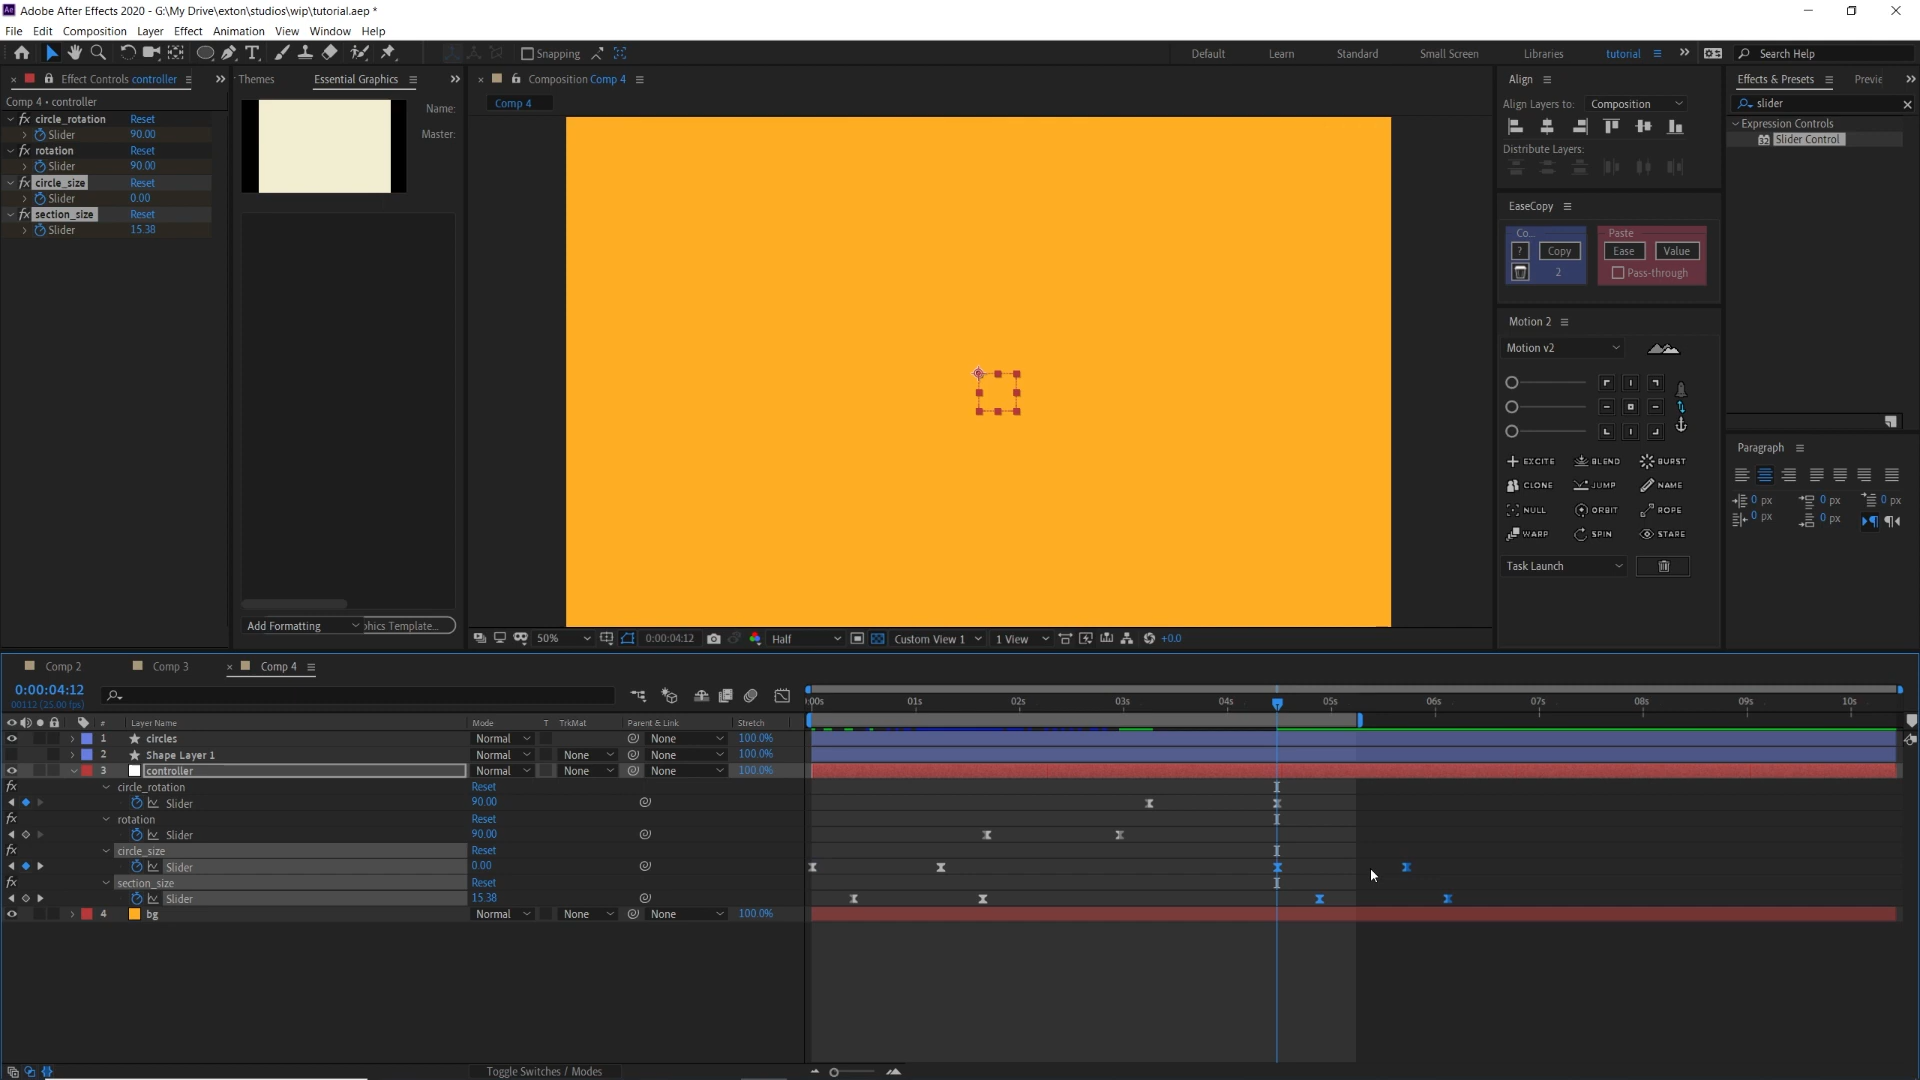 Adobe After Effects 2020 - G:\My Drive\exton\studios\wip\tutorial.aep *
File Edit Composition Layer Effect Animation View Window Help
Snapping
Default Learn Standard Small Screen Libraries tutorial
Search Help
Effect Controls controller
Comp 4 • controller
fx circle_rotation Reset
Slider 90.00
fx rotation Reset
Slider 90.00
fx circle_size Reset
Slider 0.00
fx section_size Reset
Slider 15.38
Themes Essential Graphics
Name:
Master:
Add Formatting
phics Template...
Composition Comp 4
Comp 4
50% 0:00:04:12 Half Custom View 1 1 View +0.0
Align
Align Layers to: Composition
Distribute Layers:
EaseCopy
Co... Paste
? Copy Ease Value
2 Pass-through
Motion 2
Motion v2
EXCITE BLEND BURST
CLONE JUMP NAME
NULL ORBIT ROPE
WARP SPIN STARE
Task Launch
Effects & Presets Previe
slider
Expression Controls
32 Slider Control
Paragraph
0 px 0 px 0 px
0 px 0 px
Comp 2 Comp 3 Comp 4
0:00:04:12
00112 (25.00 fps)
# Layer Name Mode T TrkMat Parent & Link Stretch
:00s 01s 02s 03s 04s 05s 06s 07s 08s 09s 10s
1 circles Normal None 100.0%
2 Shape Layer 1 Normal None None 100.0%
3 controller Normal None None 100.0%
fx circle_rotation Reset
Slider 90.00
fx rotation Reset
Slider 90.00
fx circle_size Reset
Slider 0.00
fx section_size Reset
Slider 15.38
4 bg Normal None None 100.0%
Toggle Switches / Modes